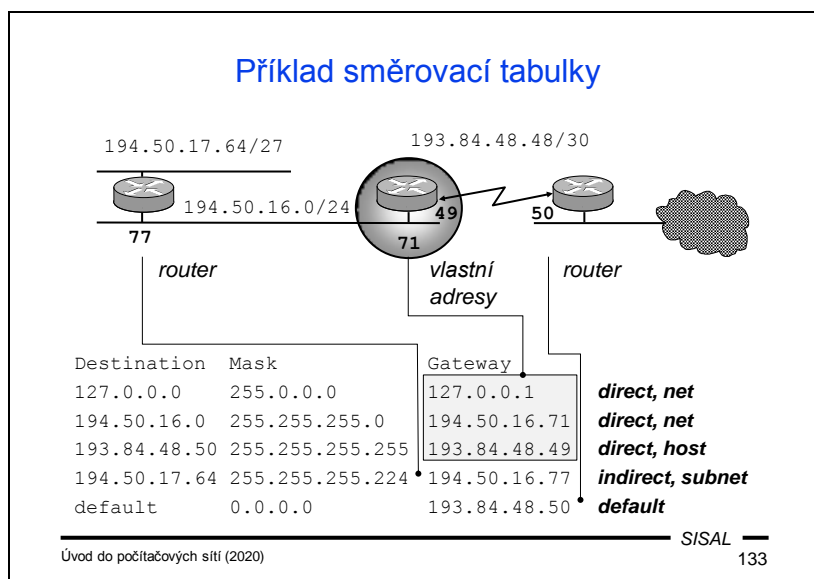 Příklad směrovací tabulky
194.50.17.64/27
193.84.48.48/30
194.50.16.0/24
49
50
77
71
router
vlastní
adresy
router
Destination Mask Gateway
127.0.0.0 255.0.0.0 127.0.0.1 direct, net
194.50.16.0 255.255.255.0 194.50.16.71 direct, net
193.84.48.50 255.255.255.255 193.84.48.49 direct, host
194.50.17.64 255.255.255.224 194.50.16.77 indirect, subnet
default 0.0.0.0 193.84.48.50 default
SISAL
Úvod do počítačových sítí (2020)
133